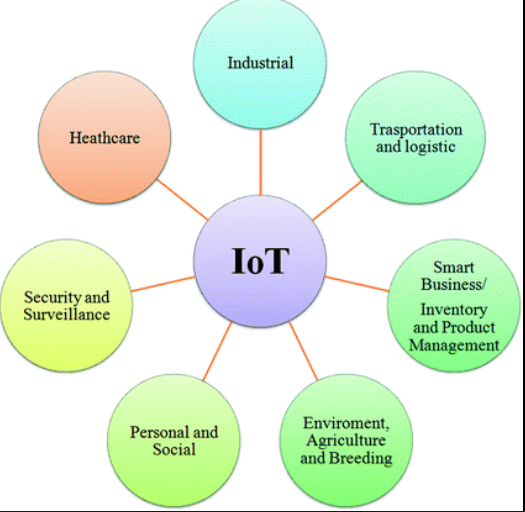 Industrial
Trasportation
and logistic
Smart
Business/
Inventory
and Product
Management
Enviroment,
Agriculture
and Breeding
Personal and
Social
Security and
Surveillance
Heathcare
IoT